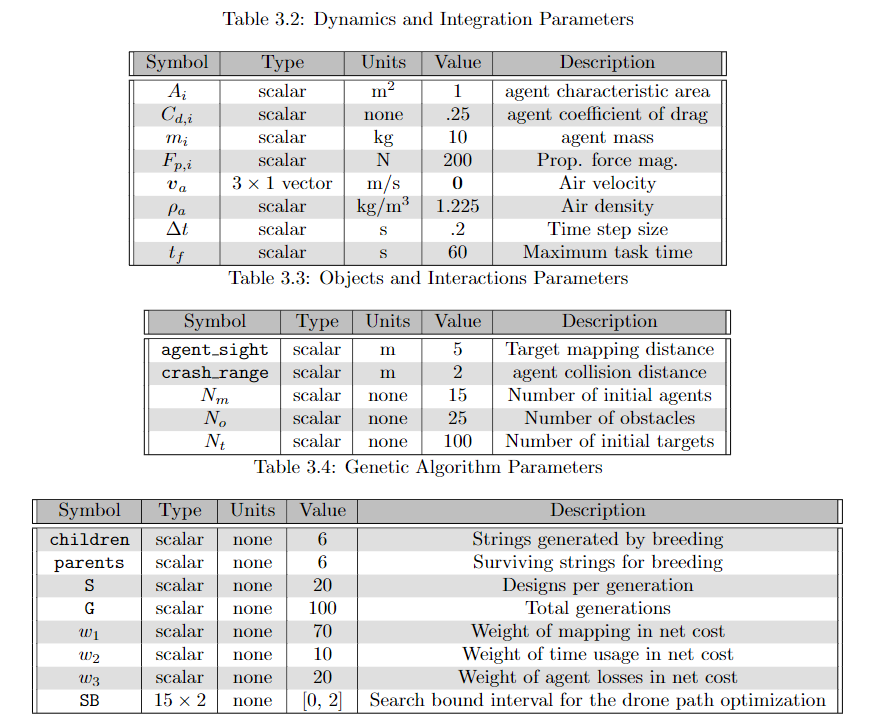 Table 3.2: Dynamics and Integration Parameters
Symbol Type Units Value Description
A_i scalar m² 1 agent characteristic area
C_{d,i} scalar none .25 agent coefficient of drag
m_i scalar kg 10 agent mass
F_{p,i} scalar N 200 Prop. force mag.
v_a 3 × 1 vector m/s 0 Air velocity
ρ_a scalar kg/m³ 1.225 Air density
Δt scalar s .2 Time step size
t_f scalar s 60 Maximum task time
Table 3.3: Objects and Interactions Parameters
Symbol Type Units Value Description
agent_sight scalar m 5 Target mapping distance
crash_range scalar m 2 agent collision distance
N_m scalar none 15 Number of initial agents
N_o scalar none 25 Number of obstacles
N_t scalar none 100 Number of initial targets
Table 3.4: Genetic Algorithm Parameters
Symbol Type Units Value Description
children scalar none 6 Strings generated by breeding
parents scalar none 6 Surviving strings for breeding
S scalar none 20 Designs per generation
G scalar none 100 Total generations
w_1 scalar none 70 Weight of mapping in net cost
w_2 scalar none 10 Weight of time usage in net cost
w_3 scalar none 20 Weight of agent losses in net cost
SB 15 × 2 none [0, 2] Search bound interval for the drone path optimization